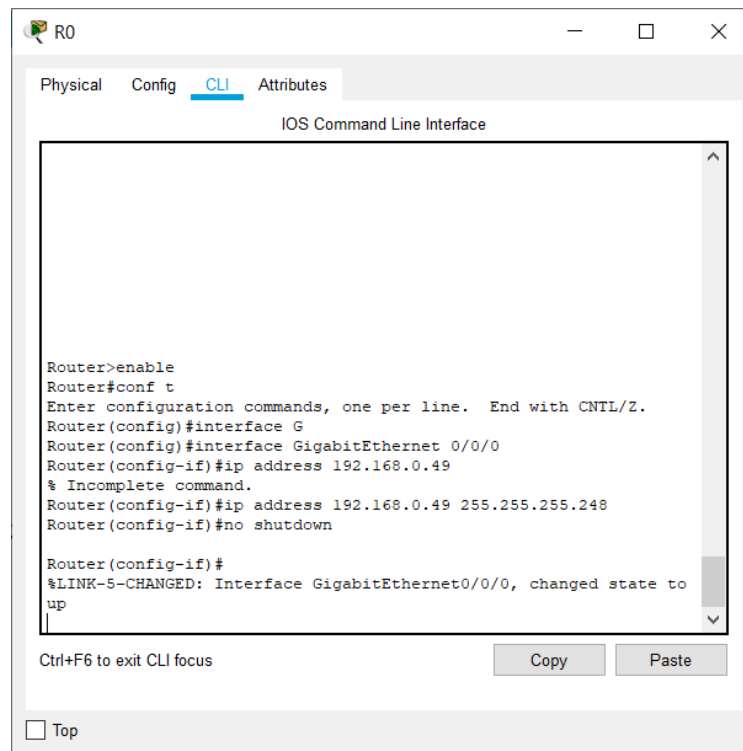 R0
Physical Config CLI Attributes
IOS Command Line Interface
Router>enable
Router#conf t
Enter configuration commands, one per line.  End with CNTL/Z.
Router(config)#interface G
Router(config)#interface GigabitEthernet 0/0/0
Router(config-if)#ip address 192.168.0.49
% Incomplete command.
Router(config-if)#ip address 192.168.0.49 255.255.255.248
Router(config-if)#no shutdown
Router(config-if)#
%LINK-5-CHANGED: Interface GigabitEthernet0/0/0, changed state to
up
Ctrl+F6 to exit CLI focus
Copy Paste
Top